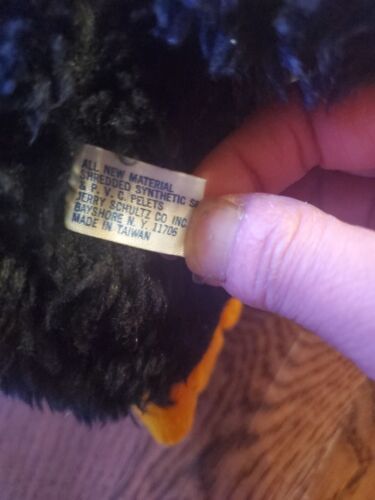 ALL NEW MATERIAL
SHREDDED SYNTHETIC
& P. V. C. PELETS
JERRY SCHULTZ CO INC.
BAYSHORE N. Y. 11706
MADE IN TAIWAN